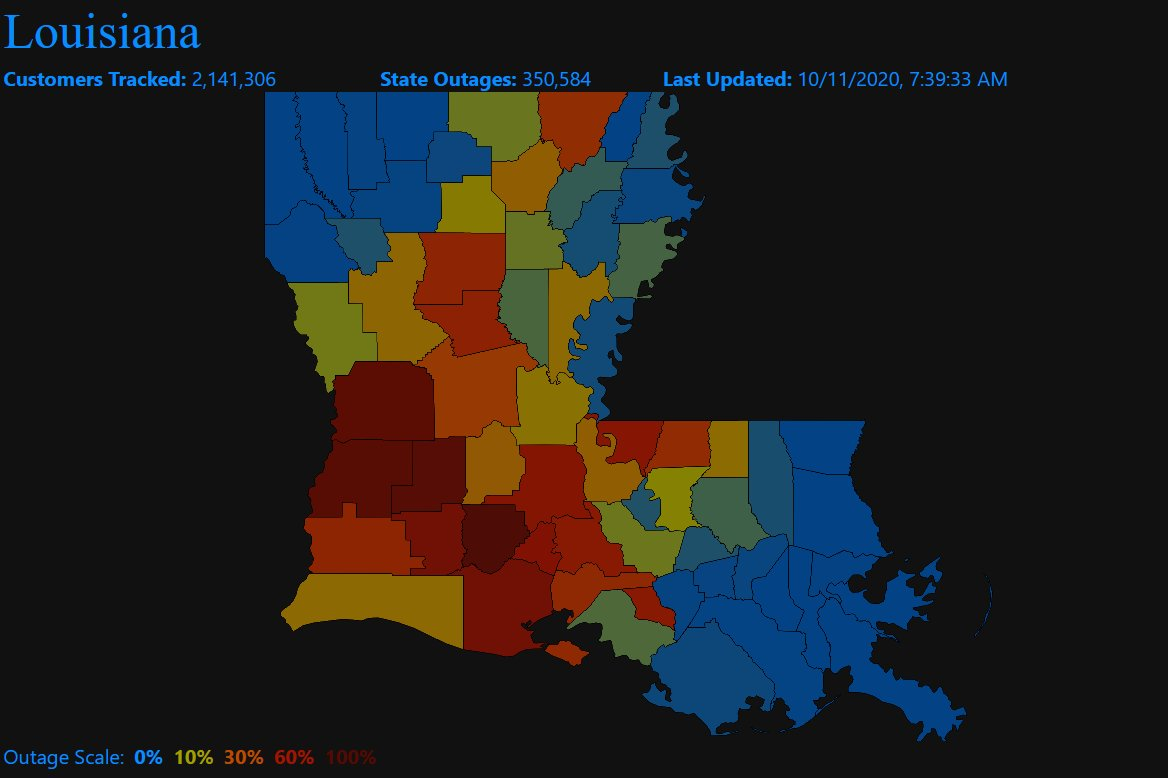 Louisiana
Customers Tracked: 2,141,306 State Outages: 350,584 Last Updated: 10/11/2020, 7:39:33 AM
Outage Scale: 0% 10% 30% 60% 100%